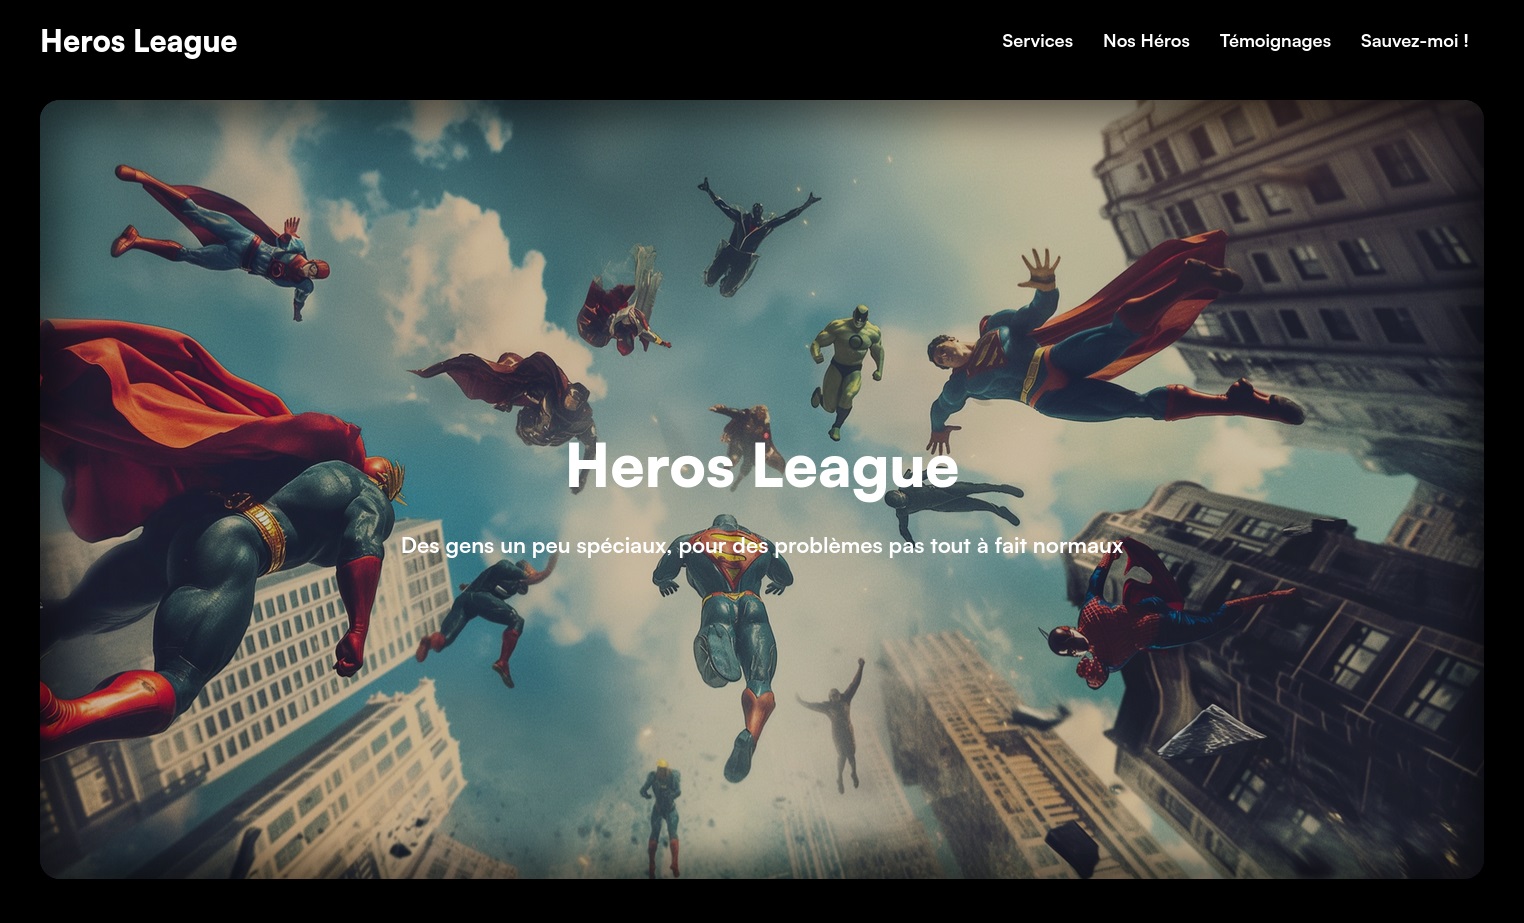 Heros League
Services
Nos Héros
Témoignages
Sauvez-moi !
Heros League
Des gens un peu spéciaux, pour des problèmes pas tout à fait normaux